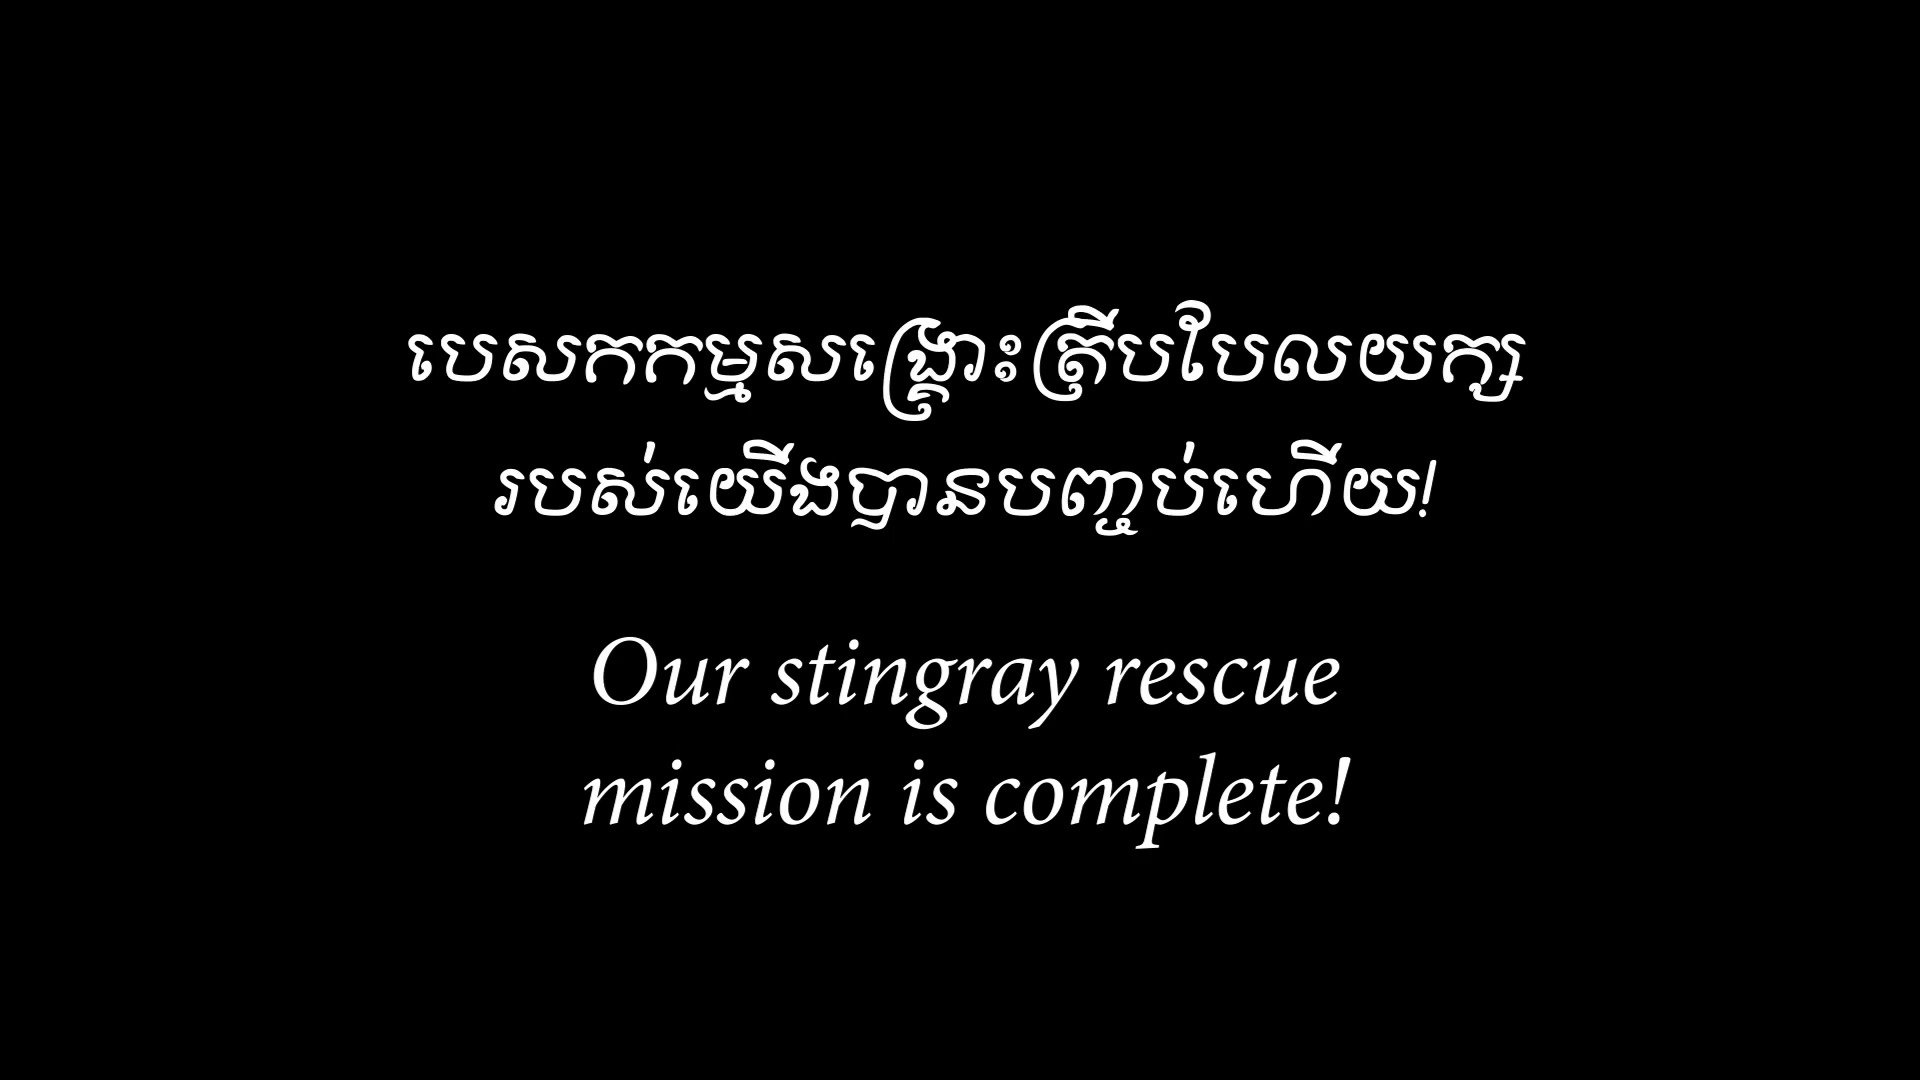 បេសកកម្មសង្គ្រោះត្រីបបែលយក្ស
របស់យើងបានបញ្ចប់ហើយ!
Our stingray rescue
mission is complete!